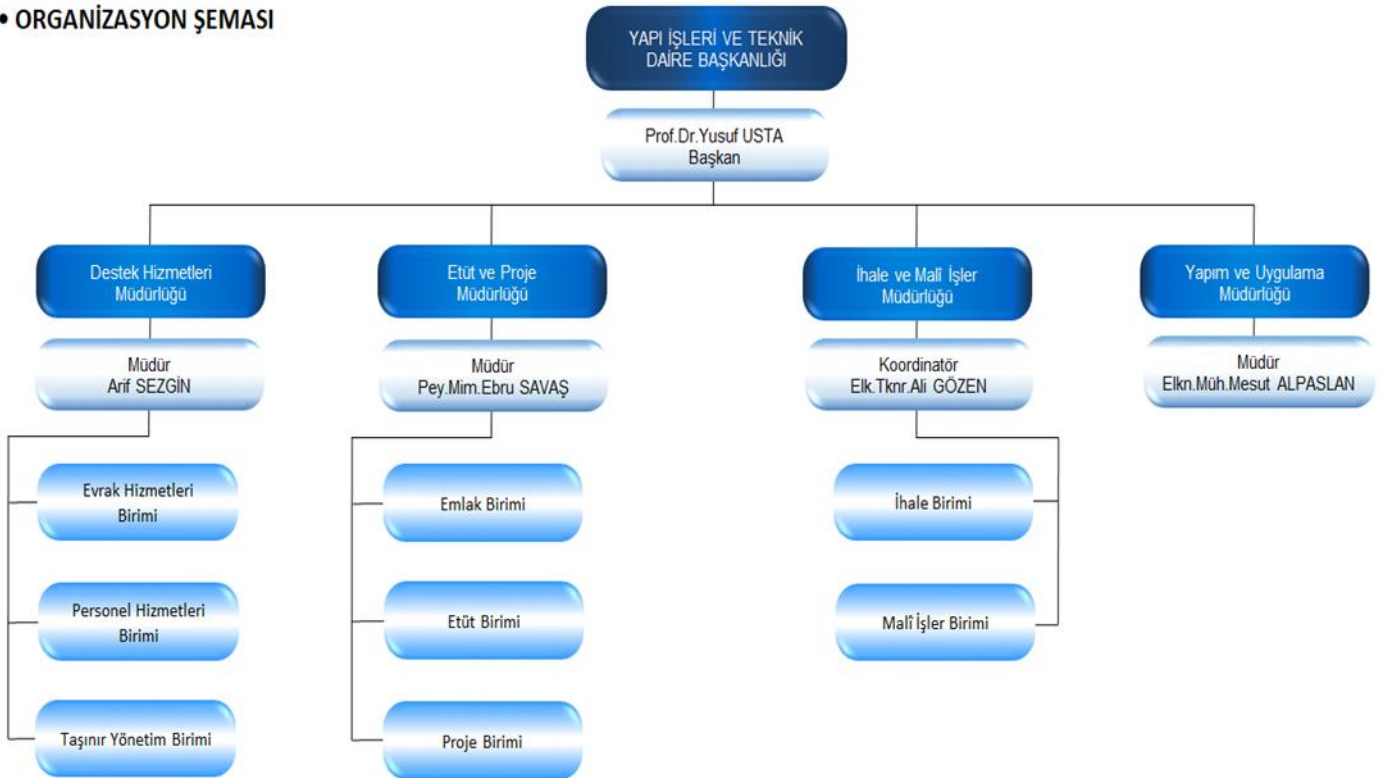 • ORGANİZASYON ŞEMASI
YAPI İŞLERİ VE TEKNİK
DAİRE BAŞKANLIĞI
Prof.Dr.Yusuf USTA
Başkan
Destek Hizmetleri
Müdürlüğü
Etüt ve Proje
Müdürlüğü
İhale ve Malî İşler
Müdürlüğü
Yapım ve Uygulama
Müdürlüğü
Müdür
Arif SEZGİN
Müdür
Pey.Mim.Ebru SAVAŞ
Koordinatör
Elk.Tknr.Ali GÖZEN
Müdür
Elkn.Müh.Mesut ALPASLAN
Evrak Hizmetleri
Birimi
Emlak Birimi
İhale Birimi
Personel Hizmetleri
Birimi
Etüt Birimi
Malî İşler Birimi
Taşınır Yönetim Birimi
Proje Birimi